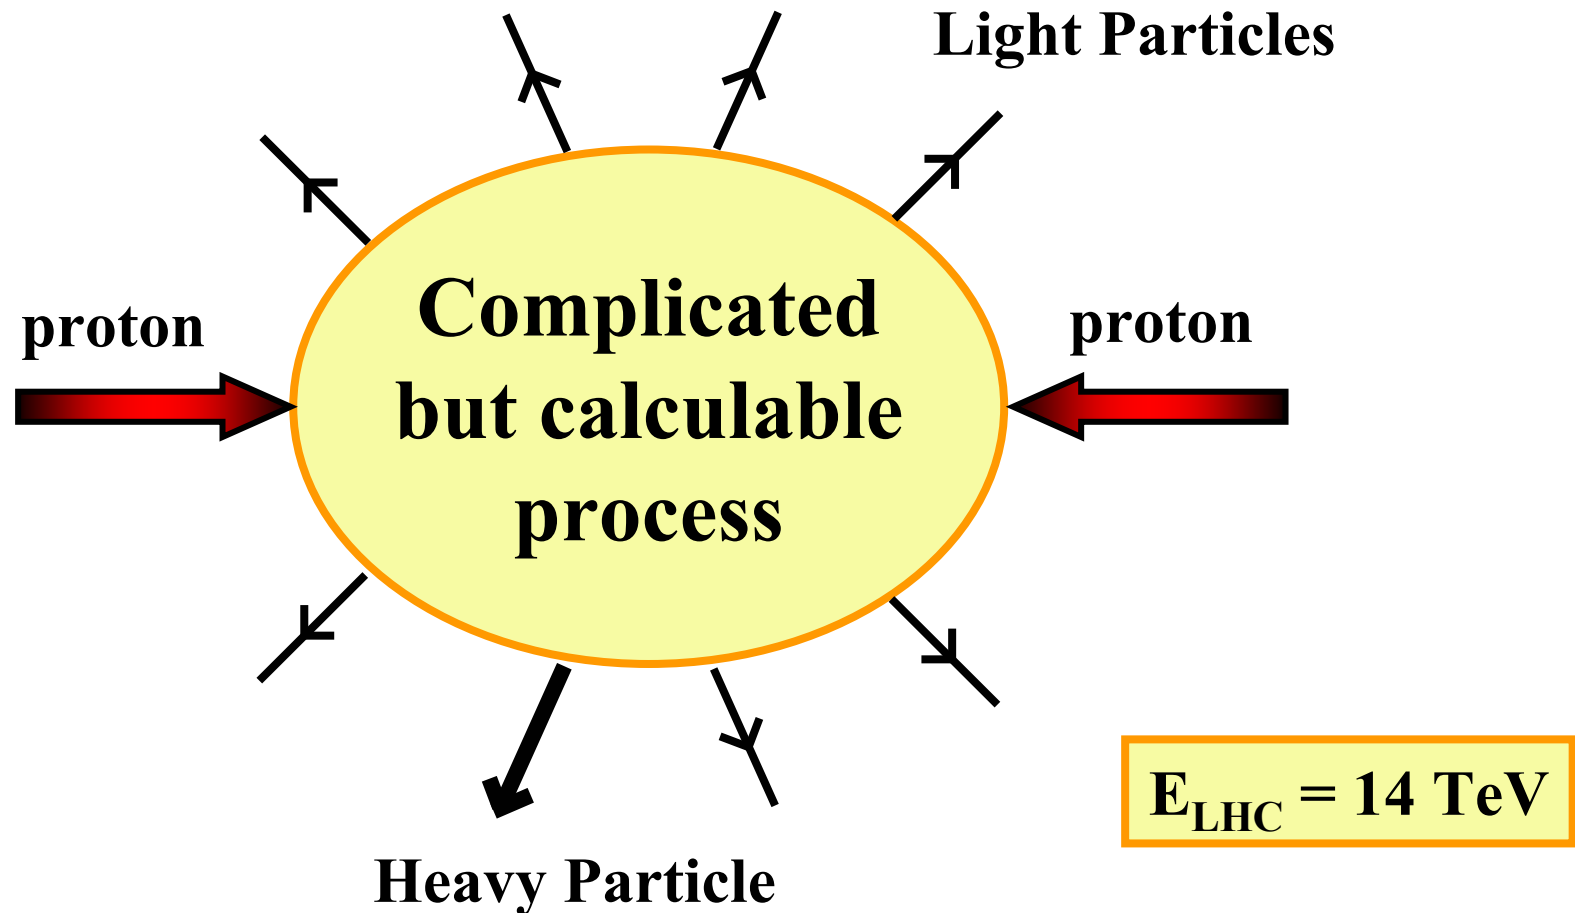 Light Particles
proton
proton
Complicated
but calculable
process
E_LHC = 14 TeV
Heavy Particle